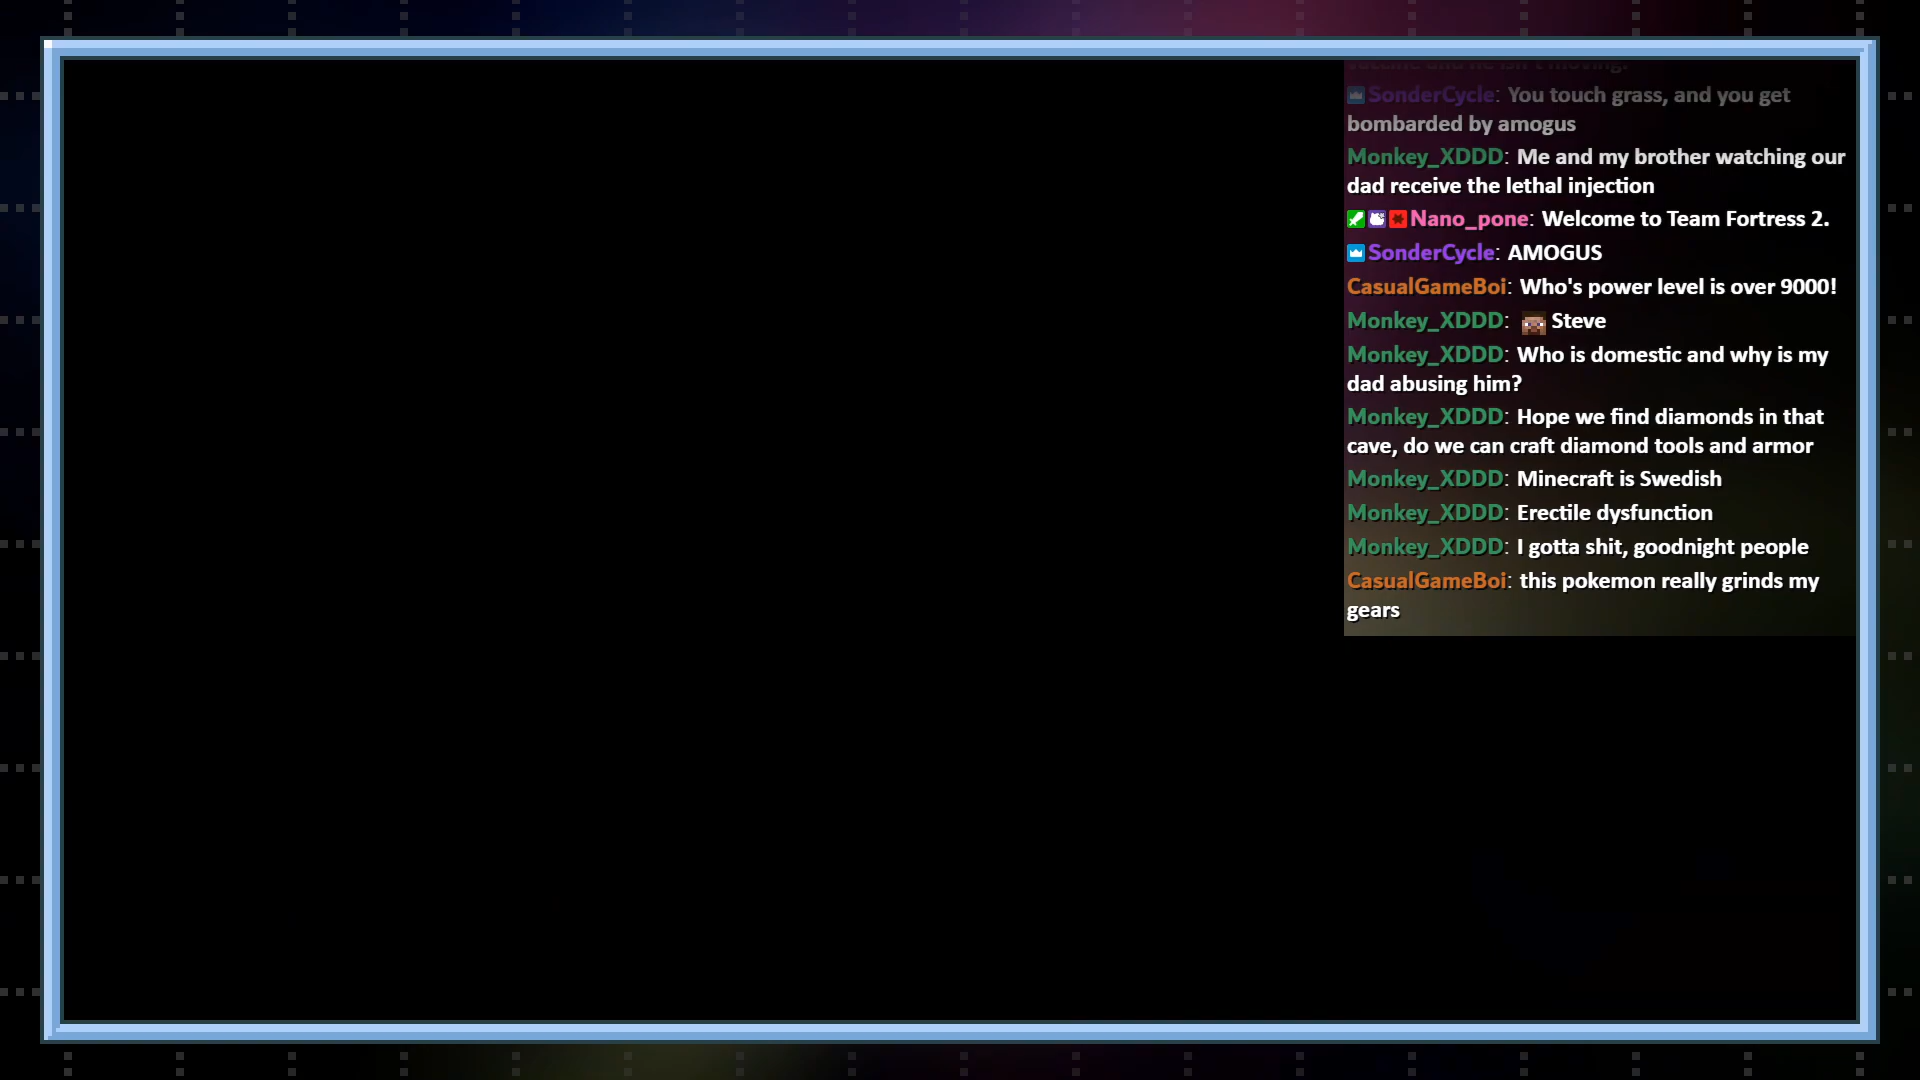 SonderCycle: You touch grass, and you get
bombarded by amogus
Monkey_XDDD: Me and my brother watching our
dad receive the lethal injection
Nano_pone: Welcome to Team Fortress 2.
SonderCycle: AMOGUS
CasualGameBoi: Who's power level is over 9000!
Monkey_XDDD: Steve
Monkey_XDDD: Who is domestic and why is my
dad abusing him?
Monkey_XDDD: Hope we find diamonds in that
cave, do we can craft diamond tools and armor
Monkey_XDDD: Minecraft is Swedish
Monkey_XDDD: Erectile dysfunction
Monkey_XDDD: I gotta shit, goodnight people
CasualGameBoi: this pokemon really grinds my
gears